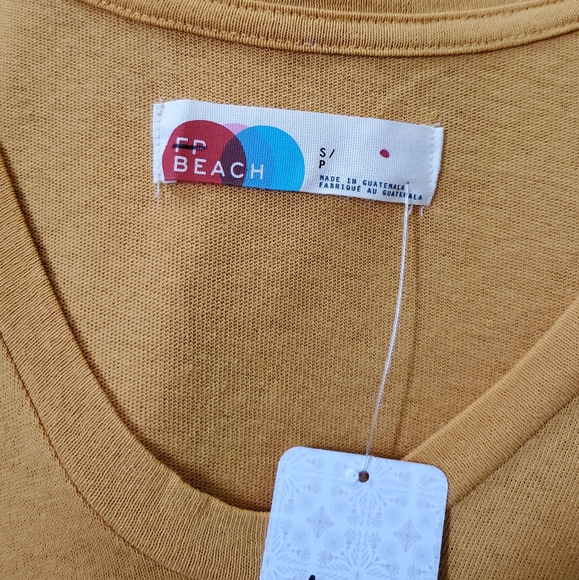 FP
BEACH
S/
P
MADE IN GUATEMALA
FABRIQUÉ AU GUATEMALA